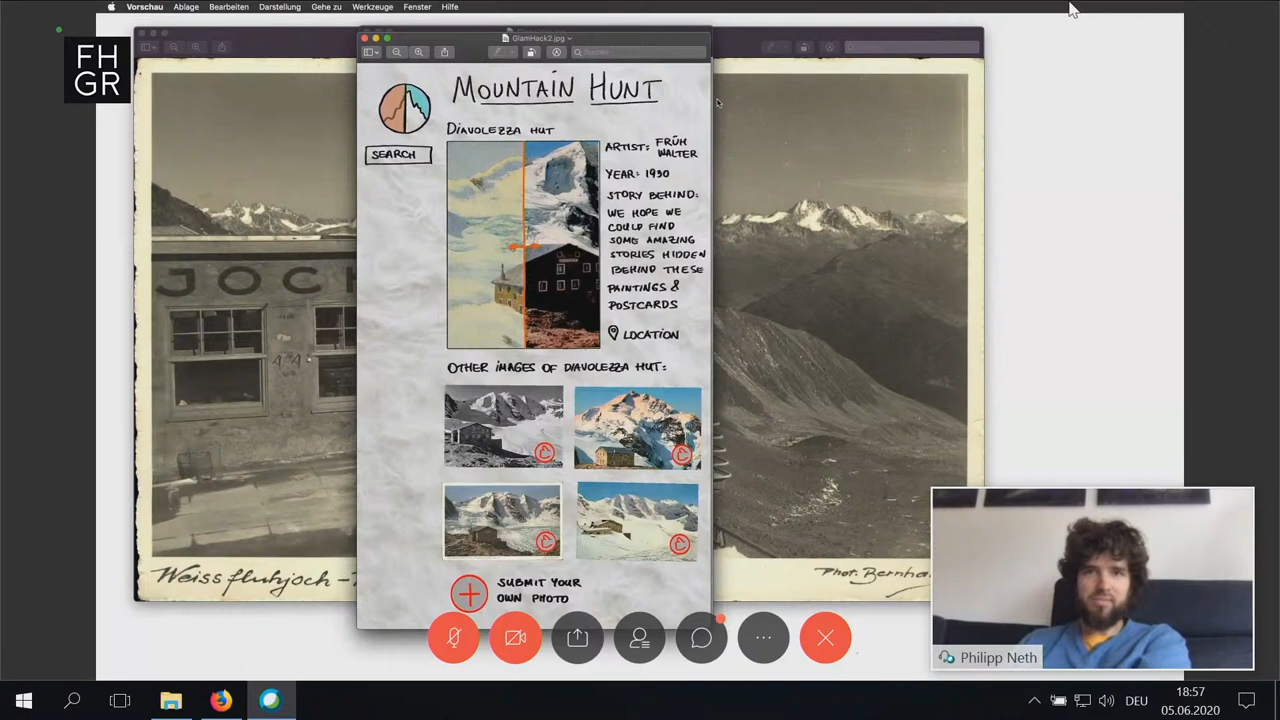 Vorschau Ablage Bearbeiten Darstellung Gehe zu Werkzeuge Fenster Hilfe
FH
GR
GlamHack2.jpg
Suche
MOUNTAIN HUNT
DIAVOLEZZA HUT
SEARCH
ARTIST: FRÜH
WALTER
YEAR: 1930
STORY BEHIND:
WE HOPE WE
COULD FIND
SOME AMAZING
STORIES HIDDEN
BEHIND THESE
PAINTINGS &
POSTCARDS
LOCATION
OTHER IMAGES OF DIAVOLEZZA HUT:
SUBMIT YOUR
OWN PHOTO
JOCH
Weissfluhjoch
Phot. Bernha
Philipp Neth
DEU
18:57
05.06.2020